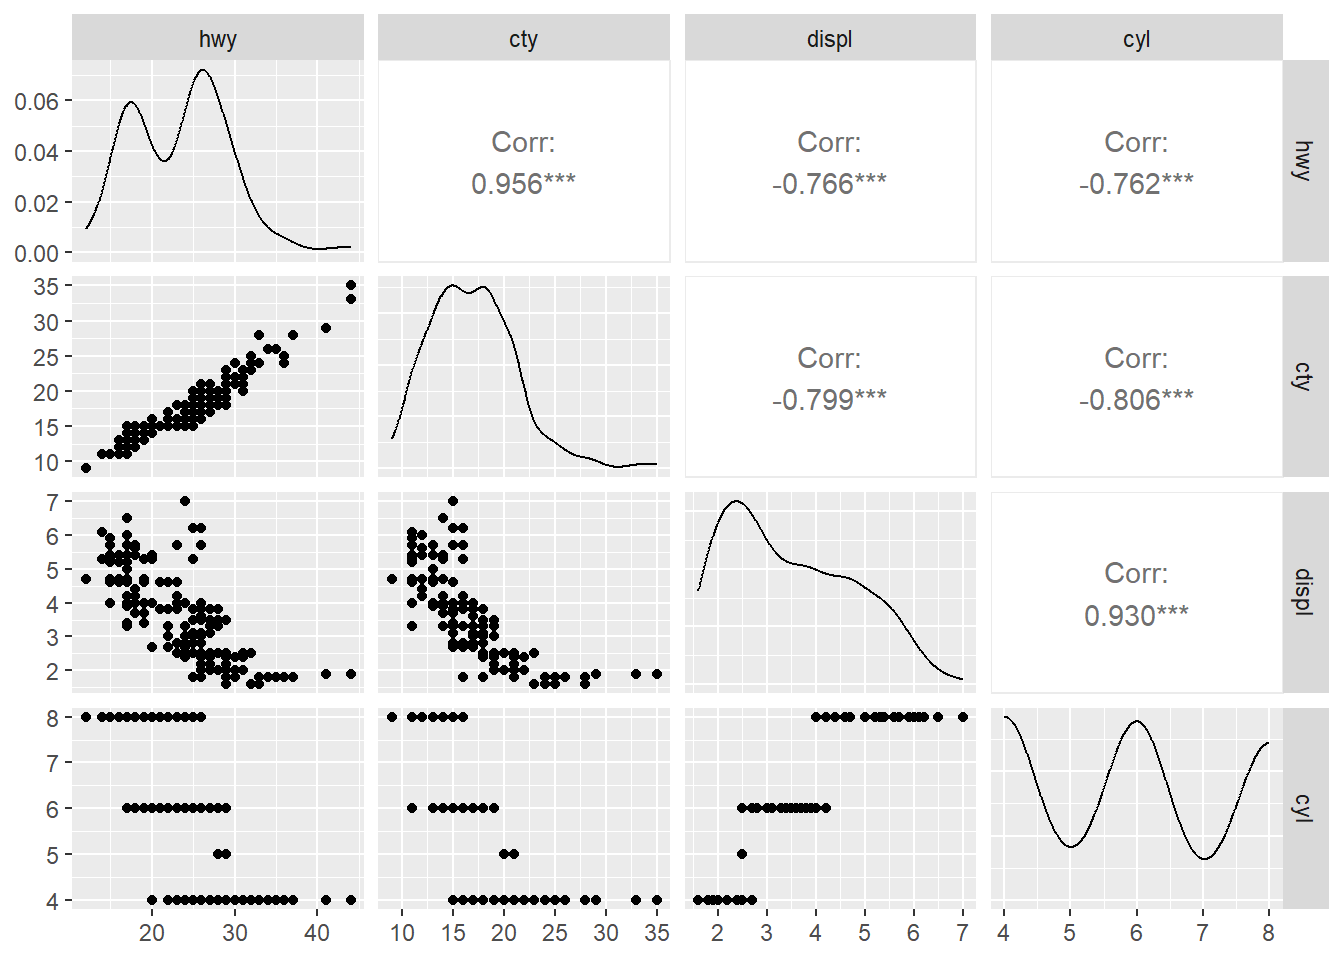 hwy
cty
displ
cyl
0.06
0.04
0.02
0.00
Corr:
0.956***
Corr:
-0.766***
Corr:
-0.762***
hwy
35
30
25
20
15
10
Corr:
-0.799***
Corr:
-0.806***
cty
7
6
5
4
3
2
Corr:
0.930***
displ
8
7
6
5
4
cyl
20 30 40
10 15 20 25 30 35
2 3 4 5 6 7
4 5 6 7 8